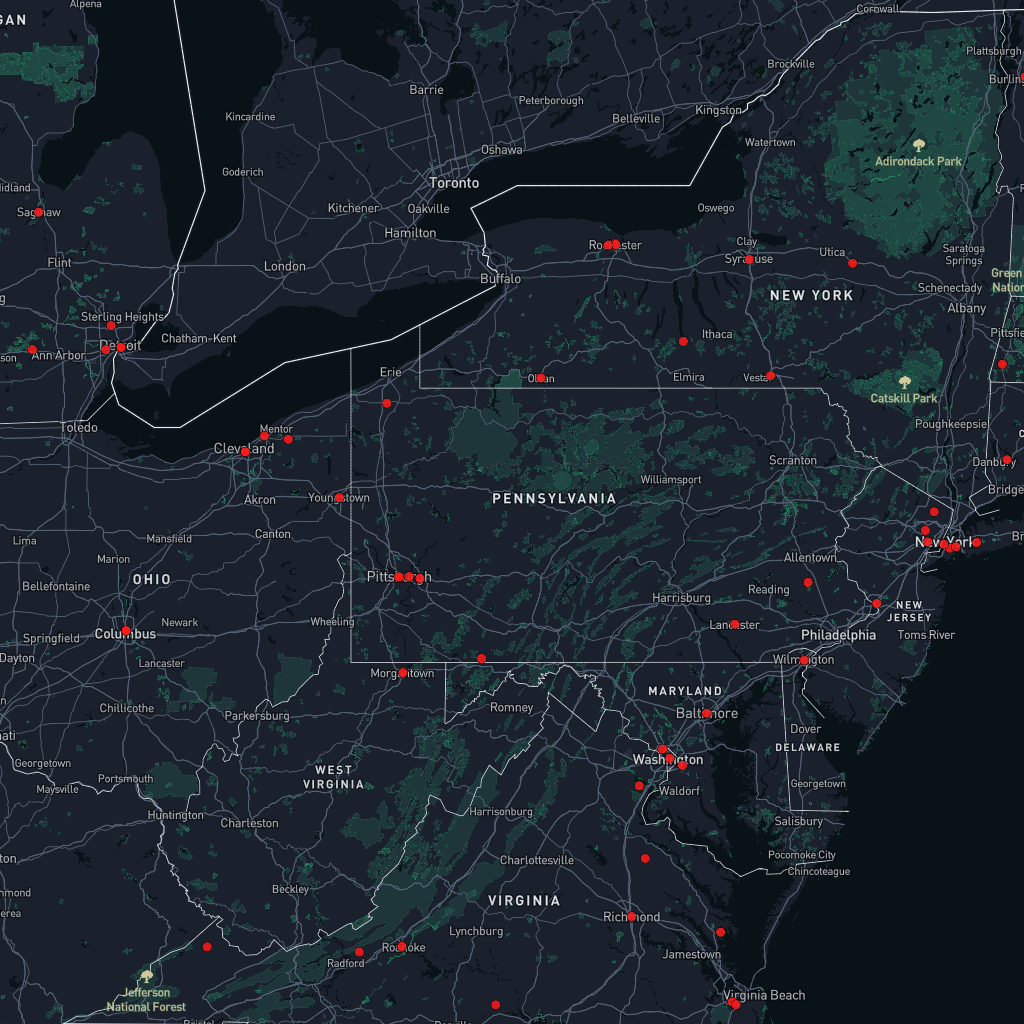 Alpena
Cornwall
GAN
Plattsburgh
Brockville
Burlin
Barrie
Peterborough
Kingston
Kincardine
Belleville
Watertown
Oshawa
Adirondack Park
Goderich
Toronto
idland
Kitchener
Oakville
Oswego
Saginaw
Hamilton
Rochester
Clay
Utica
Saratoga
Springs
Flint
London
Syracuse
Buffalo
Green
Nation
Schenectady
NEW YORK
g
Albany
Sterling Heights
Ithaca
Pittsfie
Chatham-Kent
Detroit
son
Ann Arbor
Erie
Olean
Elmira
Vestal
Catskill Park
Toledo
Mentor
Poughkeepsie
C
Cleveland
Scranton
Danbury
Williamsport
Akron
Youngstown
PENNSYLVANIA
Bridge
Canton
Lima
Mansfield
New York
Br
Marion
Allentown
OHIO
Pittsburgh
Bellefontaine
Reading
Harrisburg
NEW
JERSEY
Newark
Wheeling
Lancaster
Springfield
Columbus
Philadelphia
Toms River
Dayton
Lancaster
Wilmington
Morgantown
MARYLAND
n
Chillicothe
Romney
Parkersburg
Baltimore
Dover
ati
DELAWARE
Georgetown
Washington
WEST
VIRGINIA
Portsmouth
Georgetown
Maysville
Waldorf
Huntington
Harrisonburg
Salisbury
Charleston
ton
Charlottesville
Pocomoke City
Chincoteague
Beckley
hmond
VIRGINIA
erea
Richmond
Lynchburg
Roanoke
Jamestown
Radford
Jefferson
National Forest
Virginia Beach
Bristol